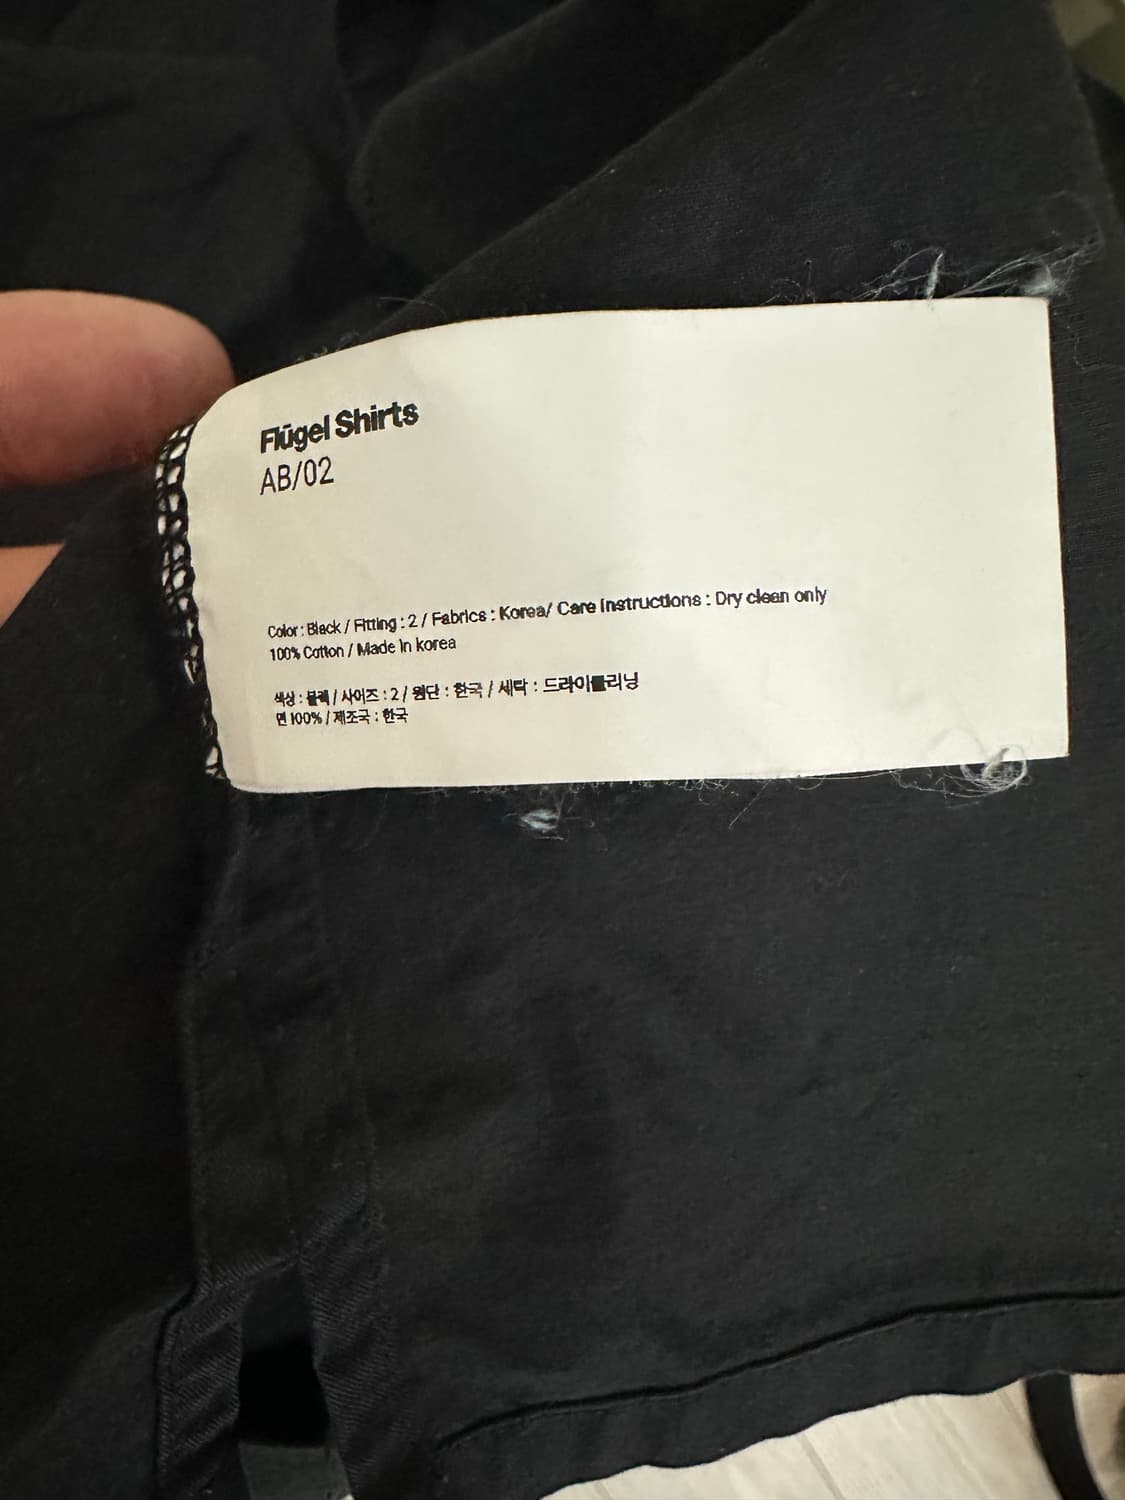 Flügel Shirts
AB/02
Color : Black / Fitting : 2 / Fabrics : Korea/ Care Instructions : Dry clean only
100% Cotton / Made In korea
색상 : 블랙 / 사이즈 : 2 / 원단 : 한국 / 세탁 : 드라이클리닝
면 100% / 제조국 : 한국